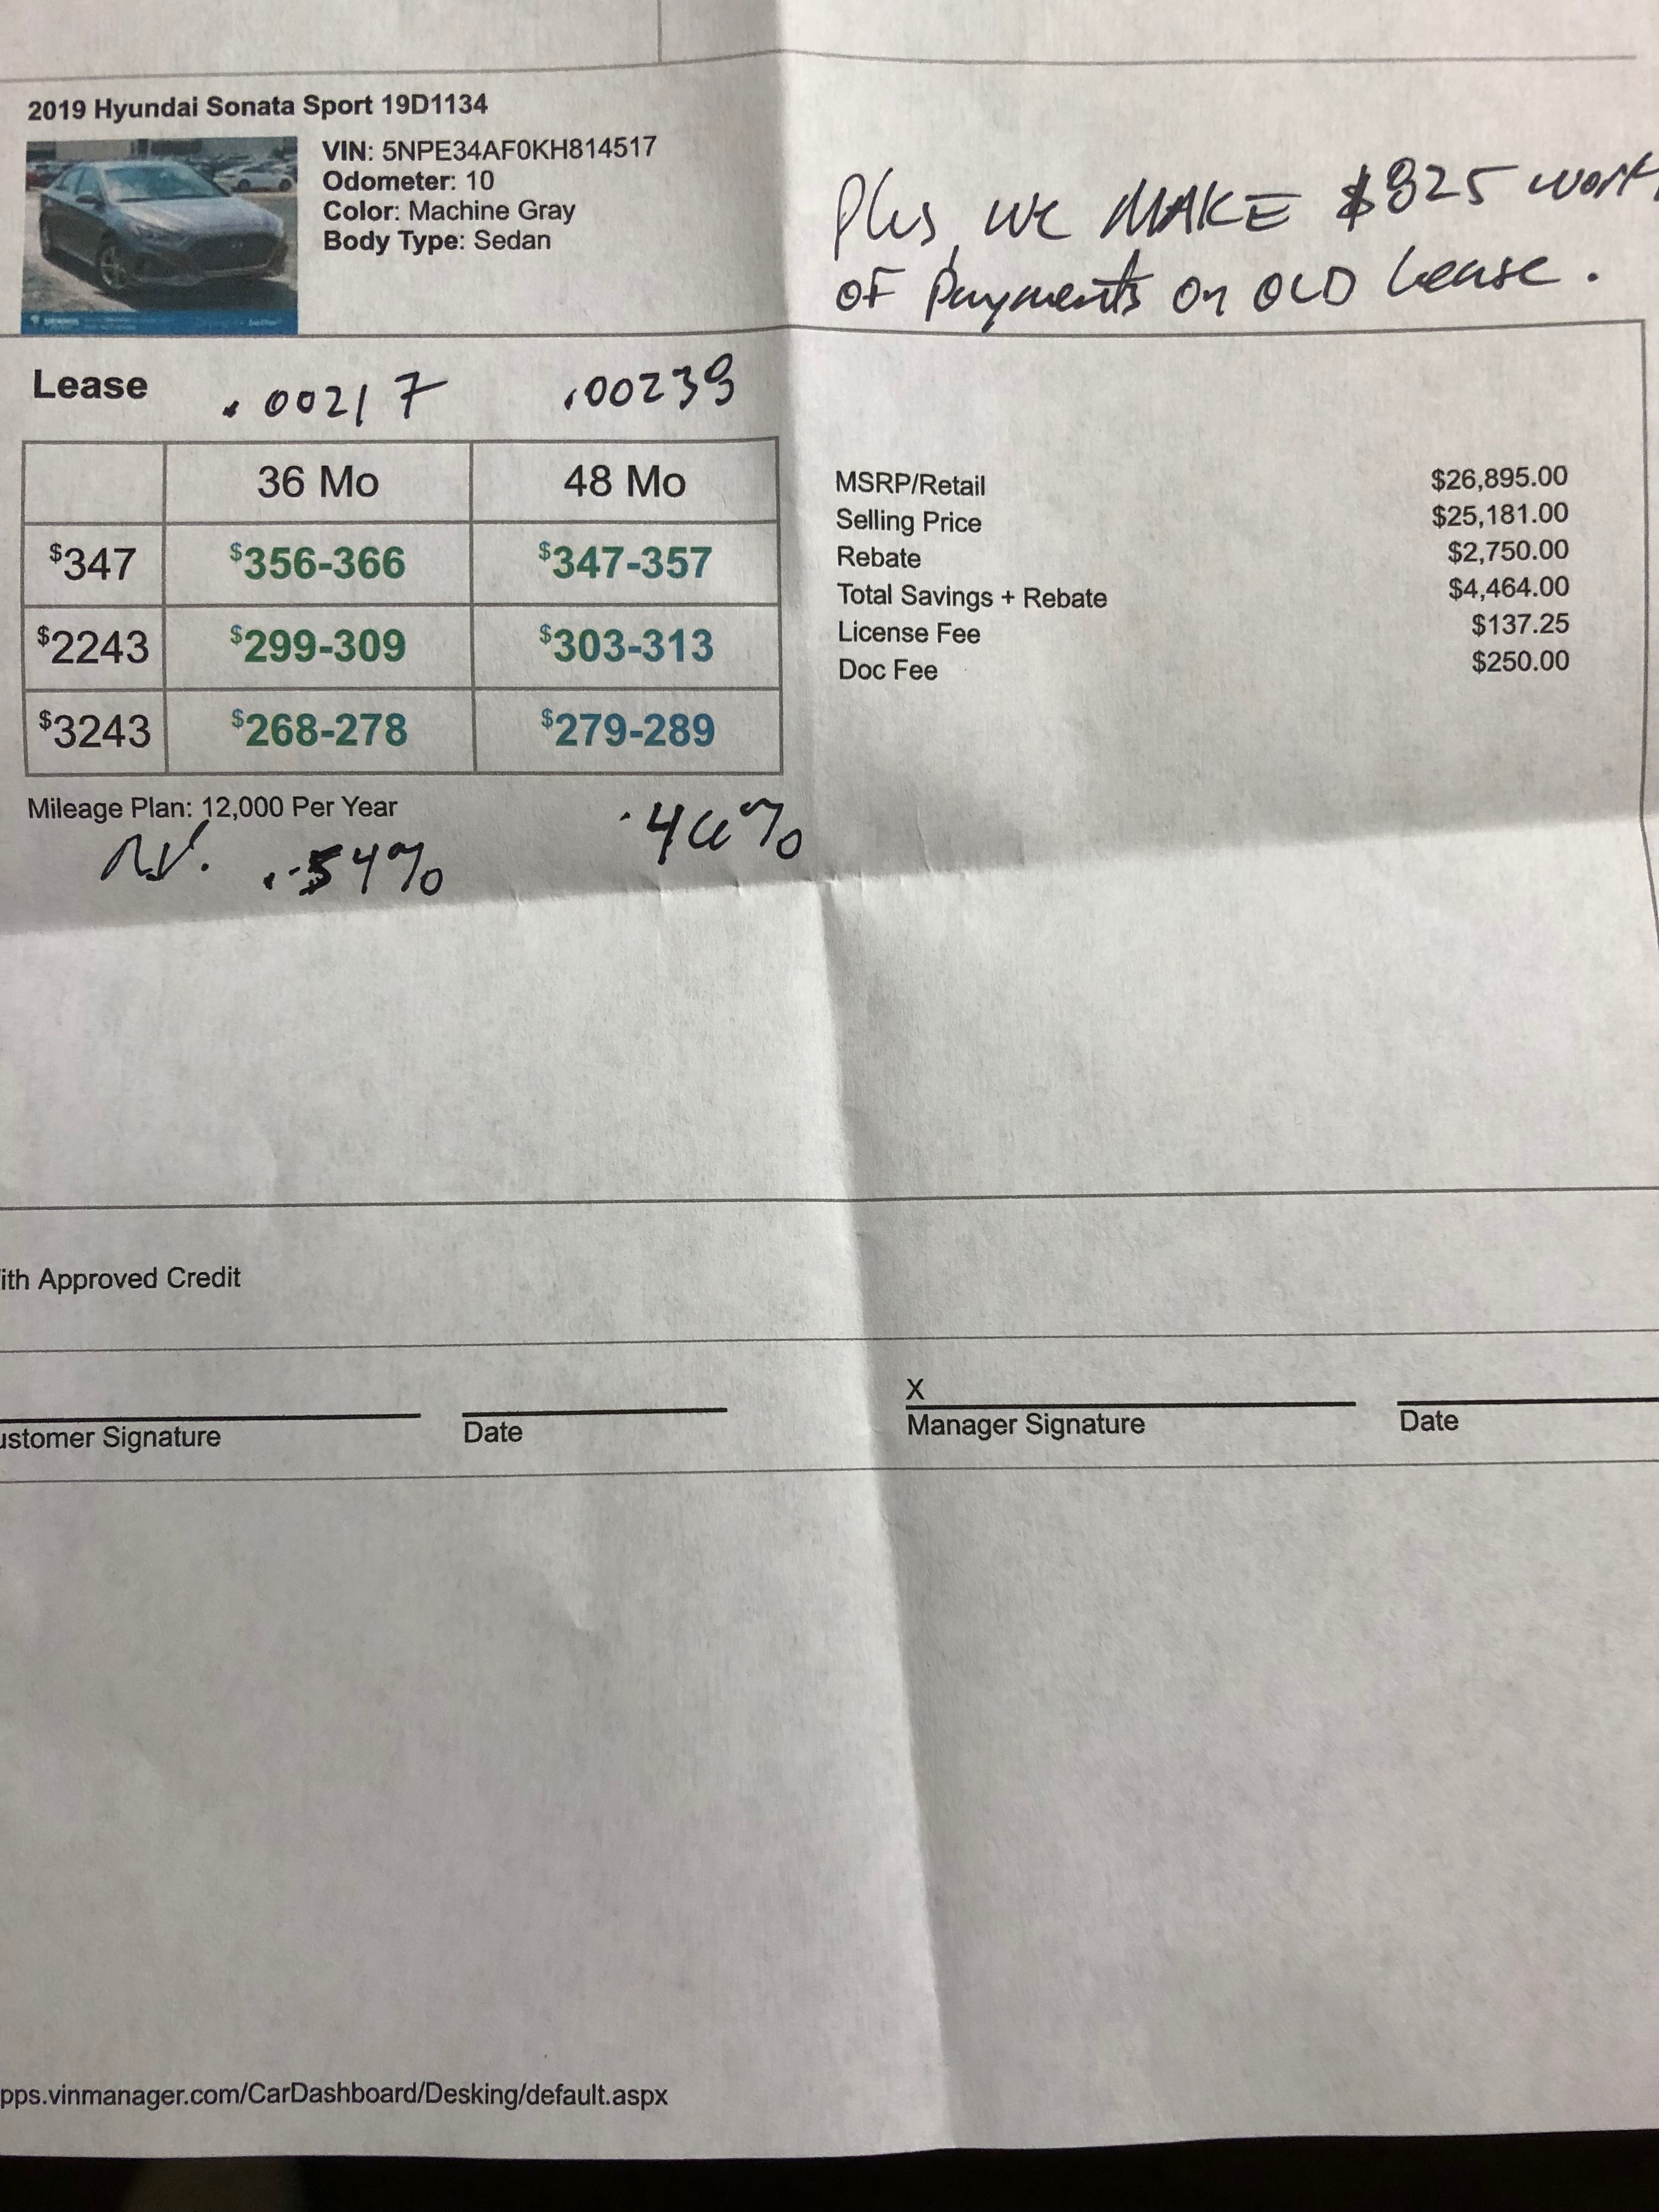 2019 Hyundai Sonata Sport 19D1134
VIN: 5NPE34AF0KH814517
Odometer: 10
Color: Machine Gray
Body Type: Sedan
Plus, we MAKE $825 worth
OF Payments On OLD Lease.
Lease .00217 .00239
36 Mo 48 Mo
$347 $356-366 $347-357
$2243 $299-309 $303-313
$3243 $268-278 $279-289
Mileage Plan: 12,000 Per Year
R.V. .54% .46%
MSRP/Retail $26,895.00
Selling Price $25,181.00
Rebate $2,750.00
Total Savings + Rebate $4,464.00
License Fee $137.25
Doc Fee $250.00
ith Approved Credit
X
ustomer Signature Date Manager Signature Date
pps.vinmanager.com/CarDashboard/Desking/default.aspx